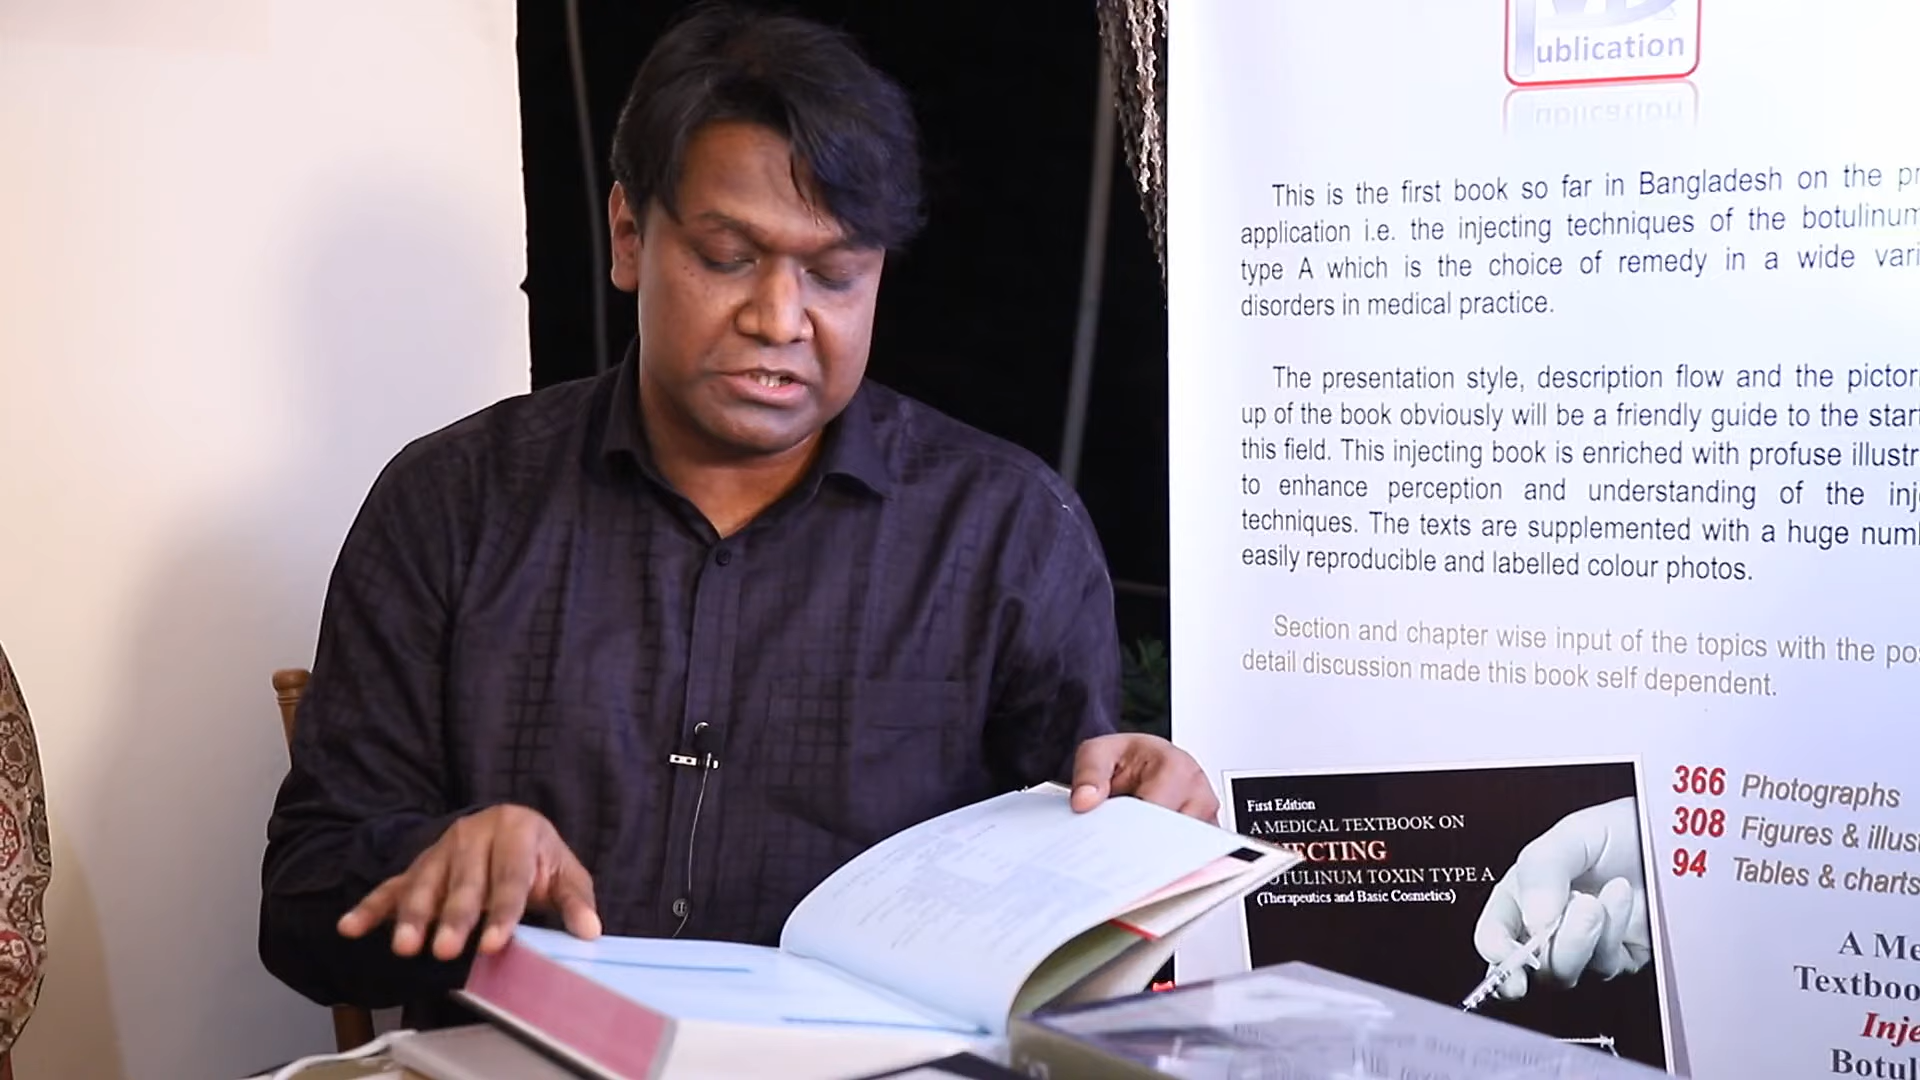 ublication
This is the first book so far in Bangladesh on the
application i.e. the injecting techniques of the botulinum
type A which is the choice of remedy in a wide
disorders in medical practice.
The presentation style, description flow and the
up of the book obviously will be a friendly guide to the
this field. This injecting book is enriched with profuse
to enhance perception and understanding of the
techniques. The texts are supplemented with a huge
easily reproducible and labelled colour photos.
Section and chapter wise input of the topics with the
detail discussion made this book self dependent.
366 Photographs
308 Figures &
94 Tables & charts
First Edition
A MEDICAL TEXTBOOK ON
JECTING
OTULINUM TOXIN TYPE A
(Therapeutics and Basic Cosmetics)
A Me
Textboo
Inje
Botul